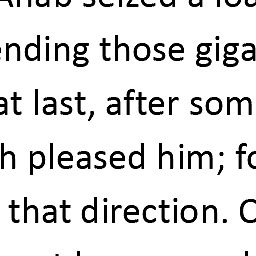 Ahab seized a loa
ending those giga
at last, after som
h pleased him; fo
that direction. C